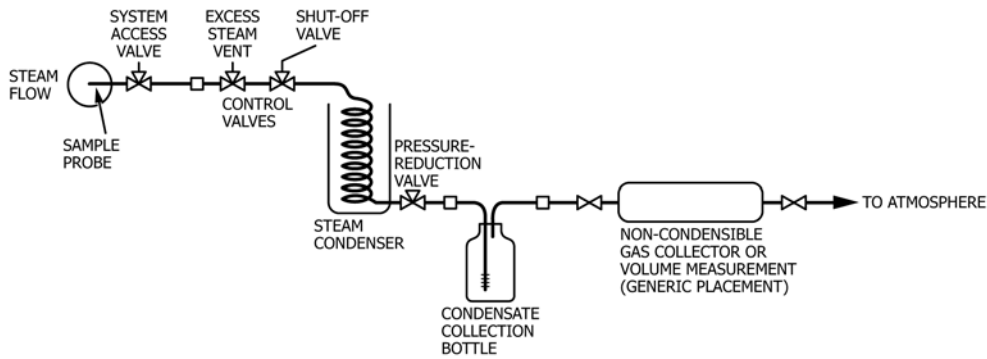 SYSTEM
ACCESS
VALVE
EXCESS
STEAM
VENT
SHUT-OFF
VALVE
STEAM
FLOW
CONTROL
VALVES
SAMPLE
PROBE
PRESSURE-
REDUCTION
VALVE
STEAM
CONDENSER
TO ATMOSPHERE
NON-CONDENSIBLE
GAS COLLECTOR OR
VOLUME MEASUREMENT
(GENERIC PLACEMENT)
CONDENSATE
COLLECTION
BOTTLE